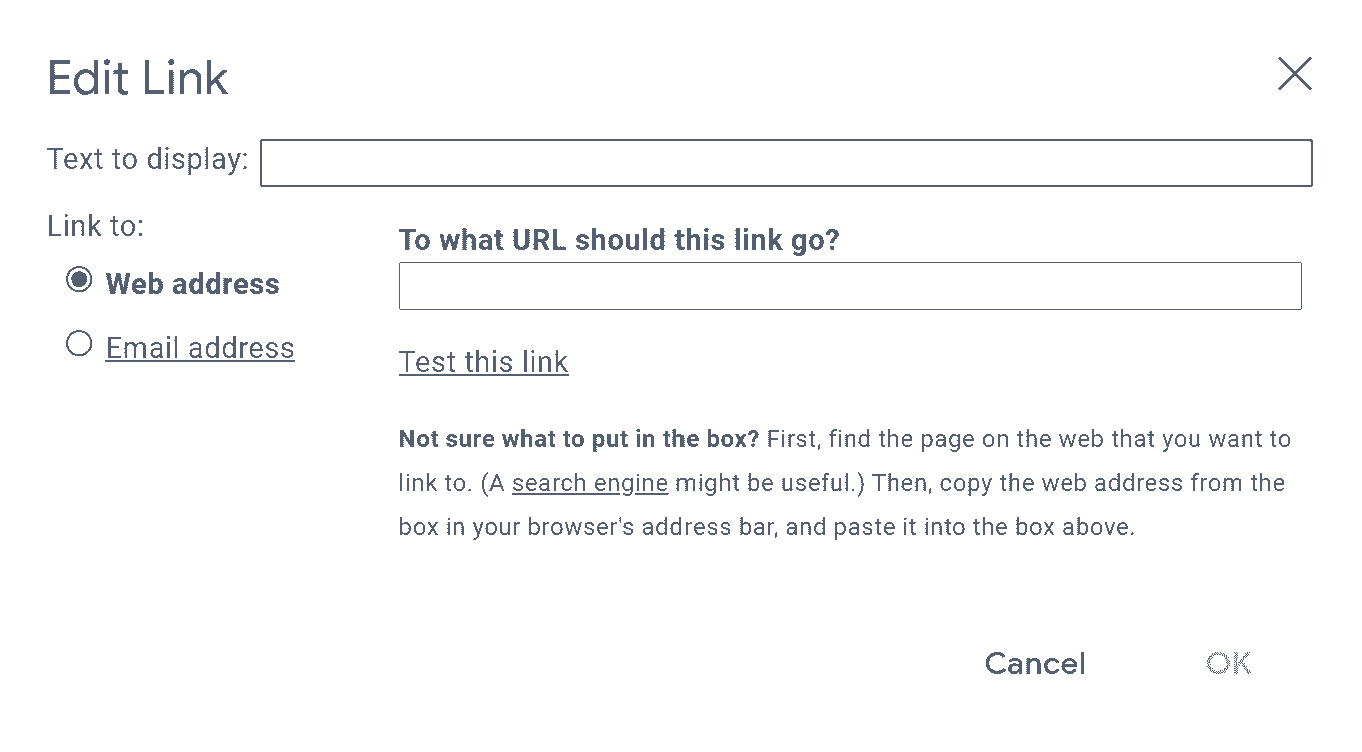 Edit Link
Text to display:
Link to:
To what URL should this link go?
Web address
Email address
Test this link
Not sure what to put in the box? First, find the page on the web that you want to
link to. (A search engine might be useful.) Then, copy the web address from the
box in your browser's address bar, and paste it into the box above.
Cancel
OK